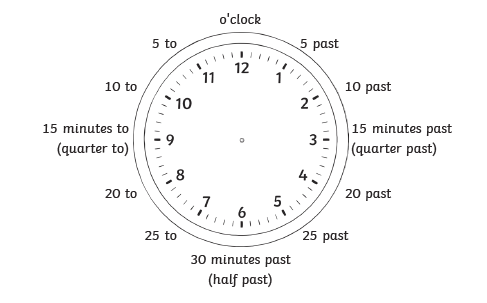 o'clock
5 to
5 past
12
11
1
10 to
10 past
10
2
15 minutes to
(quarter to)
9
3
15 minutes past
(quarter past)
8
4
20 to
20 past
7
5
6
25 to
25 past
30 minutes past
(half past)